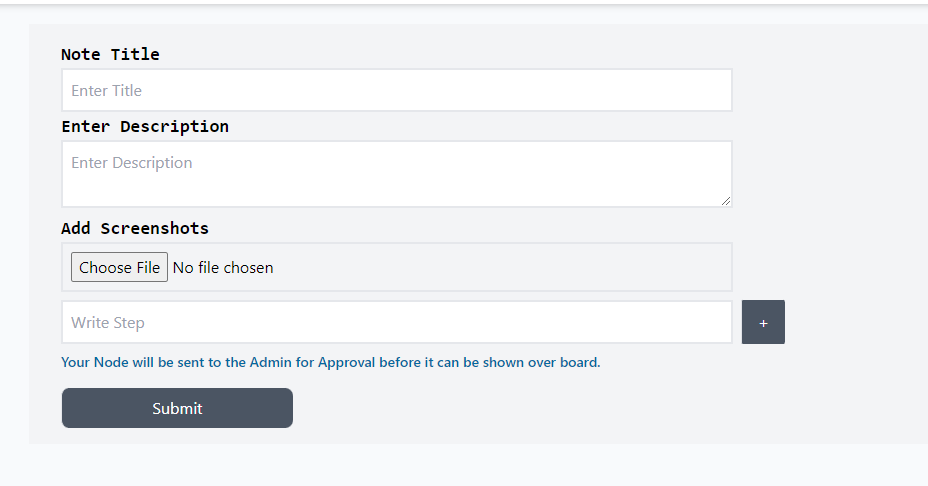 Note Title
Enter Title
Enter Description
Enter Description
Add Screenshots
Choose File No file chosen
Write Step +
Your Node will be sent to the Admin for Approval before it can be shown over board.
Submit